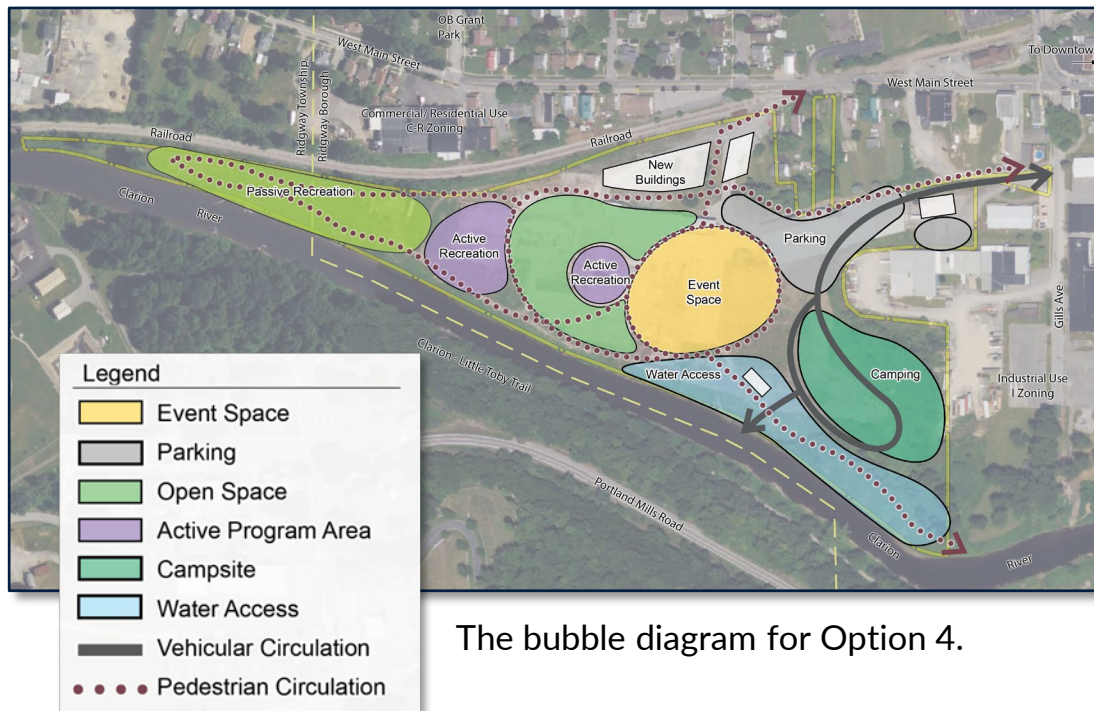 OB Grant
Park
West Main Street
To Downtow
West Main Street
Ridgway Township
Ridgway Borough
Commercial/ Residential Use
C-R Zoning
Railroad
Railroad
New
Buildings
Passive Recreation
Clarion
River
Active
Recreation
Parking
Active
Recreation
Event
Space
Gills Ave
Clarion - Little Toby Trail
Water Access
Camping
Industrial Use
I Zoning
Portland Mills Road
Clarion
River
Legend
Event Space
Parking
Open Space
Active Program Area
Campsite
Water Access
Vehicular Circulation
Pedestrian Circulation
The bubble diagram for Option 4.